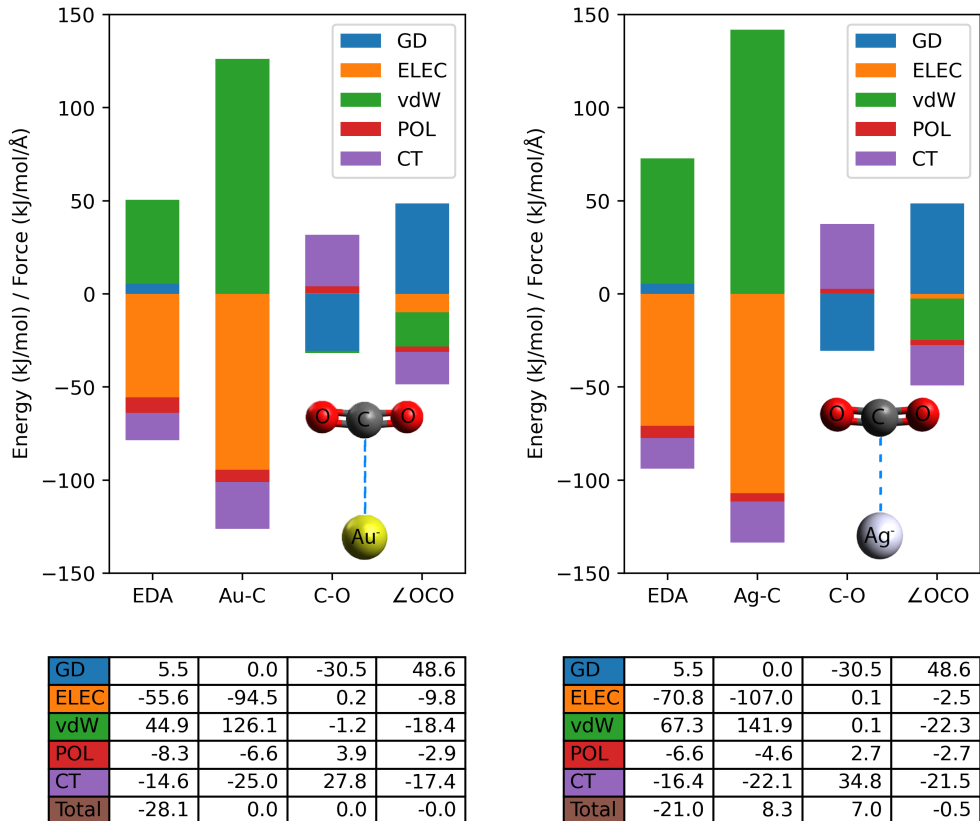 150
100
50
0
−50
−100
−150
Energy (kJ/mol) / Force (kJ/mol/Å)
GD
ELEC
vdW
POL
CT
O C O
Au-
EDA Au-C C-O ∠OCO
GD 5.5 0.0 -30.5 48.6
ELEC -55.6 -94.5 0.2 -9.8
vdW 44.9 126.1 -1.2 -18.4
POL -8.3 -6.6 3.9 -2.9
CT -14.6 -25.0 27.8 -17.4
Total -28.1 0.0 0.0 -0.0
150
100
50
0
−50
−100
−150
Energy (kJ/mol) / Force (kJ/mol/Å)
GD
ELEC
vdW
POL
CT
O C O
Ag-
EDA Ag-C C-O ∠OCO
GD 5.5 0.0 -30.5 48.6
ELEC -70.8 -107.0 0.1 -2.5
vdW 67.3 141.9 0.1 -22.3
POL -6.6 -4.6 2.7 -2.7
CT -16.4 -22.1 34.8 -21.5
Total -21.0 8.3 7.0 -0.5